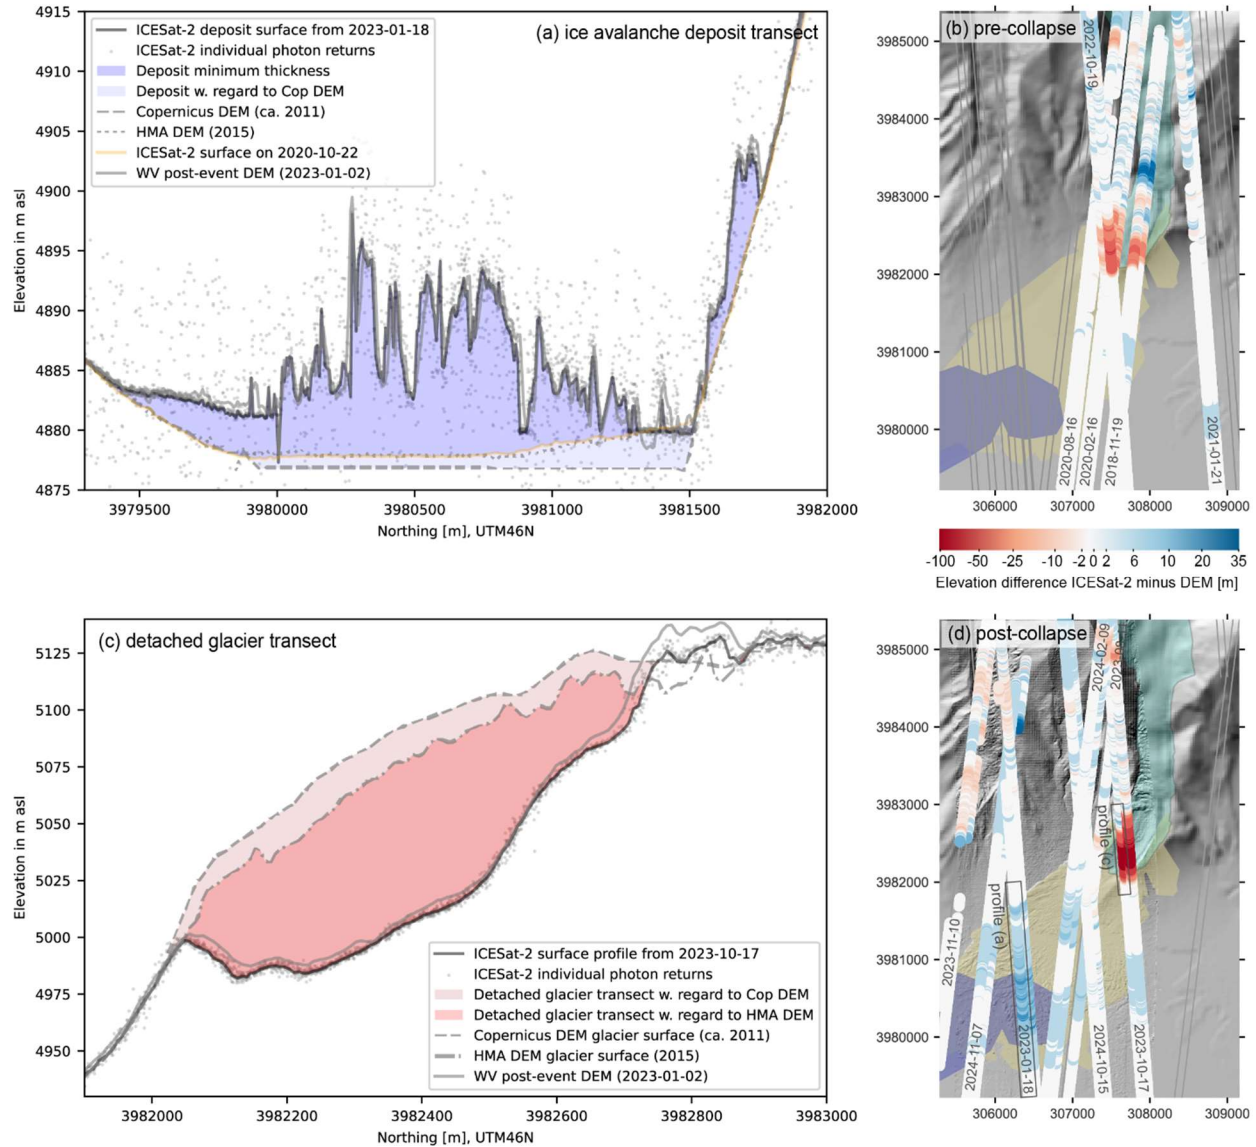 (a) ice avalanche deposit transect
ICESat-2 deposit surface from 2023-01-18
ICESat-2 individual photon returns
Deposit minimum thickness
Deposit w. regard to Cop DEM
Copernicus DEM (ca. 2011)
HMA DEM (2015)
ICESat-2 surface on 2020-10-22
WV post-event DEM (2023-01-02)
Elevation in m asl
4915
4910
4905
4900
4895
4890
4885
4880
4875
3979500
3980000
3980500
3981000
3981500
3982000
Northing [m], UTM46N
(b) pre-collapse
3985000
3984000
3983000
3982000
3981000
3980000
2022-10-19
2020-08-16
2020-02-16
2018-11-19
2021-01-21
306000
307000
308000
309000
-100
-50
-25
-10
-2
0
2
6
10
20
35
Elevation difference ICESat-2 minus DEM [m]
(c) detached glacier transect
Elevation in m asl
5125
5100
5075
5050
5025
5000
4975
4950
ICESat-2 surface profile from 2023-10-17
ICESat-2 individual photon returns
Detached glacier transect w. regard to Cop DEM
Detached glacier transect w. regard to HMA DEM
Copernicus DEM glacier surface (ca. 2011)
HMA DEM glacier surface (2015)
WV post-event DEM (2023-01-02)
3982000
3982200
3982400
3982600
3982800
3983000
Northing [m], UTM46N
(d) post-collapse
3985000
3984000
3983000
3982000
3981000
3980000
2024-02-09
profile (c)
profile (a)
2023-11-10
2024-11-07
2023-01-18
2024-10-15
2023-10-17
306000
307000
308000
309000